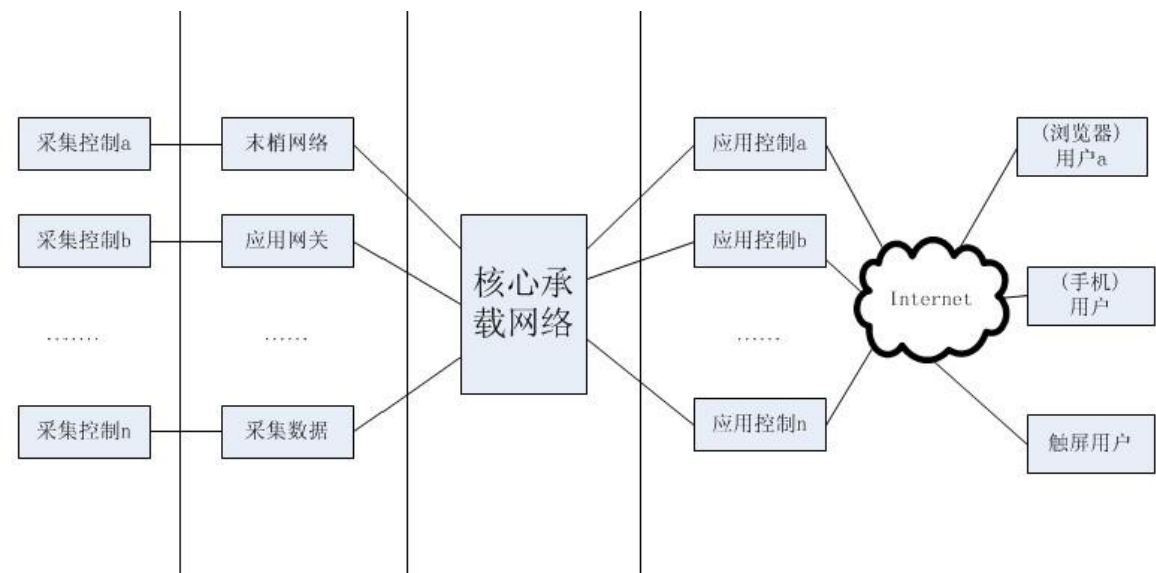 采集控制a
末梢网络
应用控制a
(浏览器)
用户a
采集控制b
应用网关
核心承
载网络
应用控制b
Internet
(手机)
用户
.......
......
......
采集控制n
采集数据
应用控制n
触屏用户